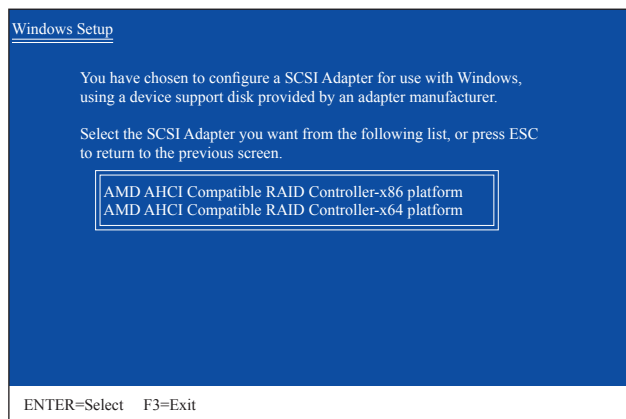 Windows Setup
You have chosen to configure a SCSI Adapter for use with Windows,
using a device support disk provided by an adapter manufacturer.
Select the SCSI Adapter you want from the following list, or press ESC
to return to the previous screen.
AMD AHCI Compatible RAID Controller-x86 platform
AMD AHCI Compatible RAID Controller-x64 platform
ENTER=Select F3=Exit